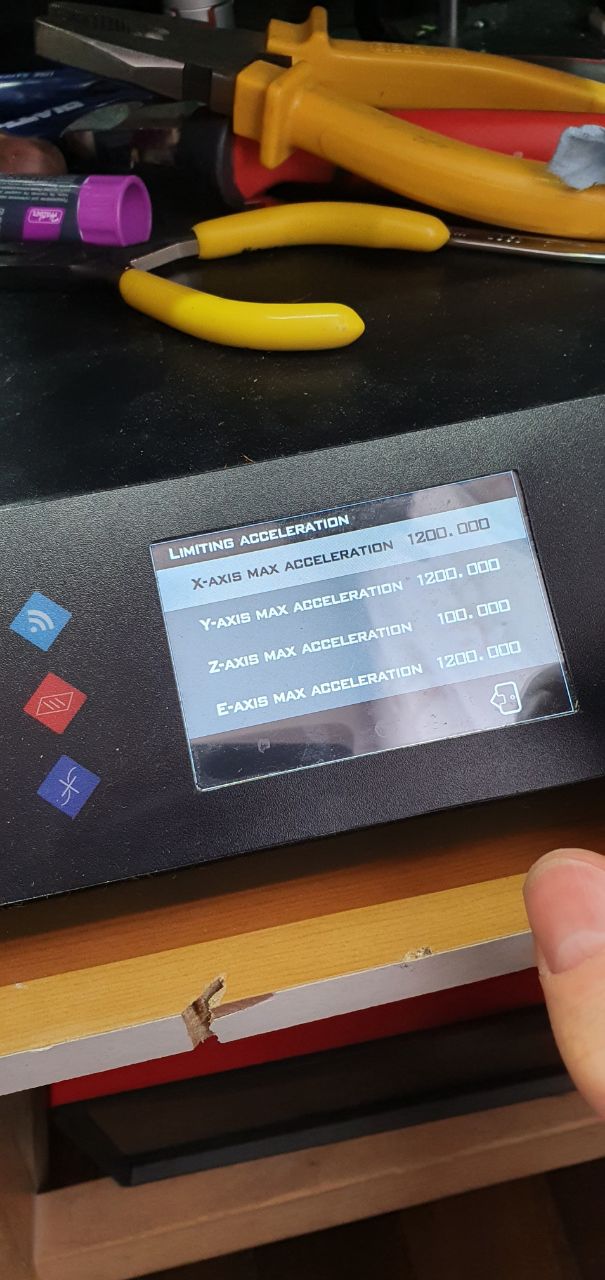 LIMITING ACCELERATION
X-AXIS MAX ACCELERATION 1200.000
Y-AXIS MAX ACCELERATION 1200.000
Z-AXIS MAX ACCELERATION 100.000
E-AXIS MAX ACCELERATION 1200.000